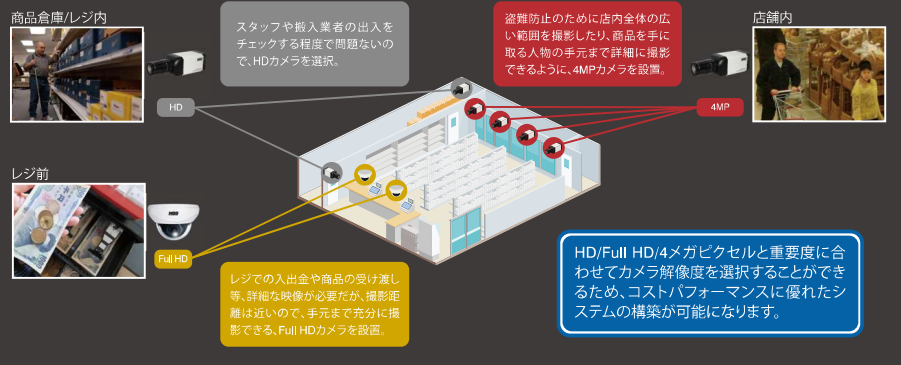 商品倉庫/レジ内
スタッフや搬入業者の出入を
チェックする程度で問題ないの
で、HDカメラを選択。
HD
盗難防止のために店内全体の広
い範囲を撮影したり、商品を手に
取る人物の手元まで詳細に撮影
できるように、4MPカメラを設置。
店舗内
4MP
レジ前
Full HD
レジでの入出金や商品の受け渡し
等、詳細な映像が必要だが、撮影距
離は近いので、手元まで充分に撮
影できる、Full HDカメラを設置。
HD/Full HD/4メガピクセルと重要度に合
わせてカメラ解像度を選択することができ
るため、コストパフォーマンスに優れたシ
ステムの構築が可能になります。